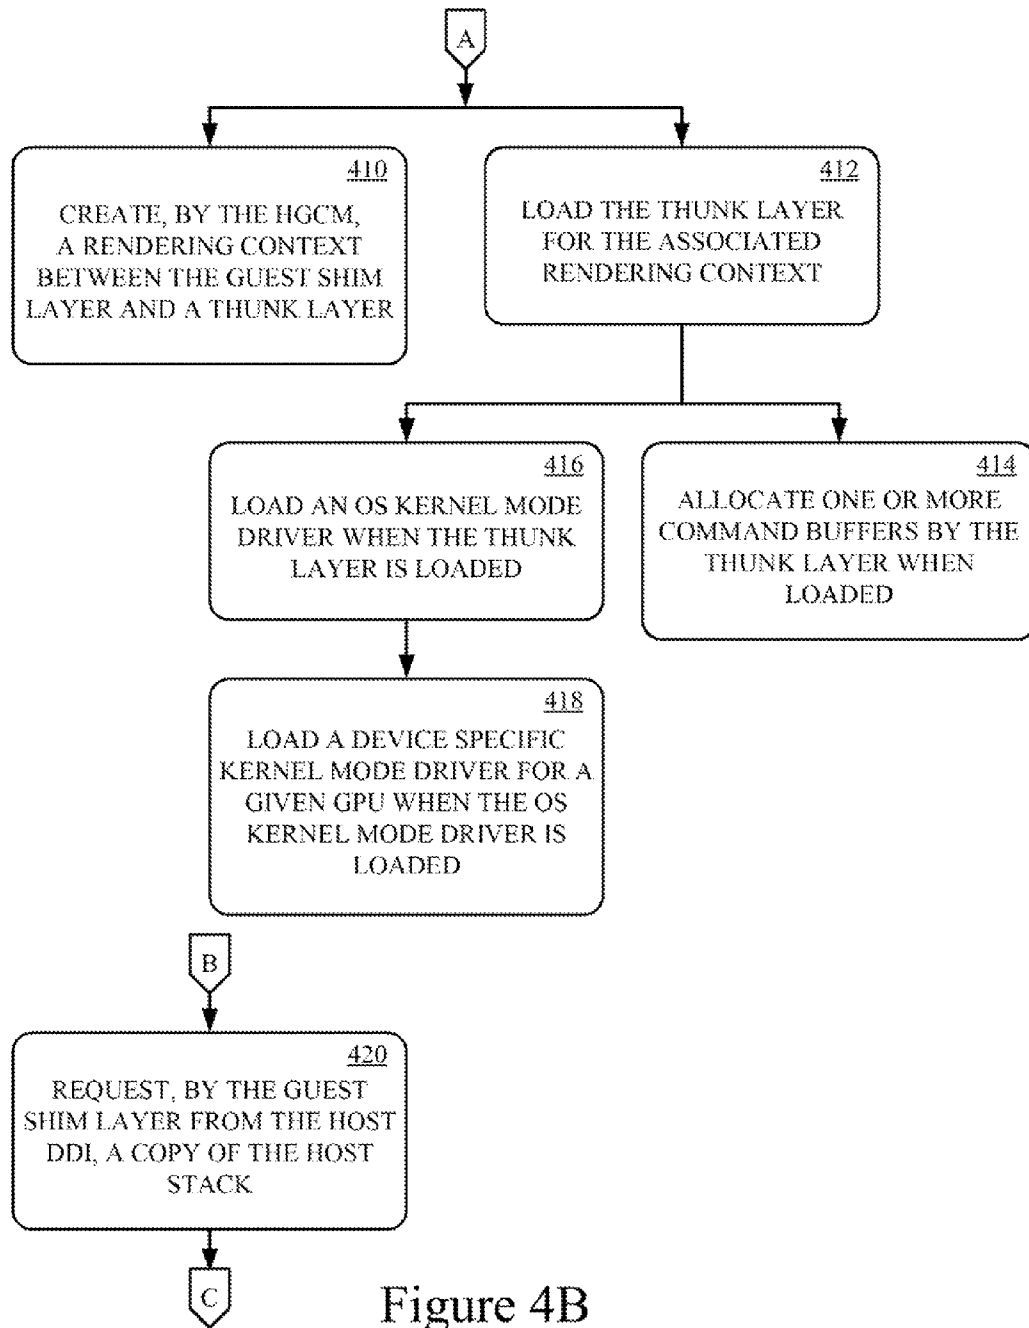 A
410
CREATE, BY THE HGCM,
A RENDERING CONTEXT
BETWEEN THE GUEST SHIM
LAYER AND A THUNK LAYER
412
LOAD THE THUNK LAYER
FOR THE ASSOCIATED
RENDERING CONTEXT
416
LOAD AN OS KERNEL MODE
DRIVER WHEN THE THUNK
LAYER IS LOADED
414
ALLOCATE ONE OR MORE
COMMAND BUFFERS BY THE
THUNK LAYER WHEN
LOADED
418
LOAD A DEVICE SPECIFIC
KERNEL MODE DRIVER FOR A
GIVEN GPU WHEN THE OS
KERNEL MODE DRIVER IS
LOADED
B
420
REQUEST, BY THE GUEST
SHIM LAYER FROM THE HOST
DDI, A COPY OF THE HOST
STACK
C
Figure 4B